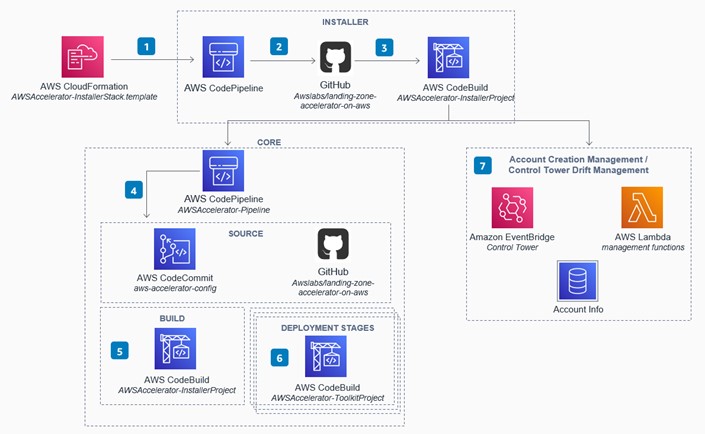 INSTALLER
1
2
3
AWS CloudFormation
AWSAccelerator-InstallerStack.template
AWS CodePipeline
GitHub
Awslabs/landing-zone-
accelerator-on-aws
AWS CodeBuild
AWSAccelerator-InstallerProject
CORE
4
AWS CodePipeline
AWSAccelerator-Pipeline
SOURCE
AWS CodeCommit
aws-accelerator-config
GitHub
Awslabs/landing-zone-
accelerator-on-aws
BUILD
5
AWS CodeBuild
AWSAccelerator-InstallerProject
DEPLOYMENT STAGES
6
AWS CodeBuild
AWSAccelerator-ToolkitProject
7
Account Creation Management /
Control Tower Drift Management
Amazon EventBridge
Control Tower
AWS Lambda
management functions
Account Info